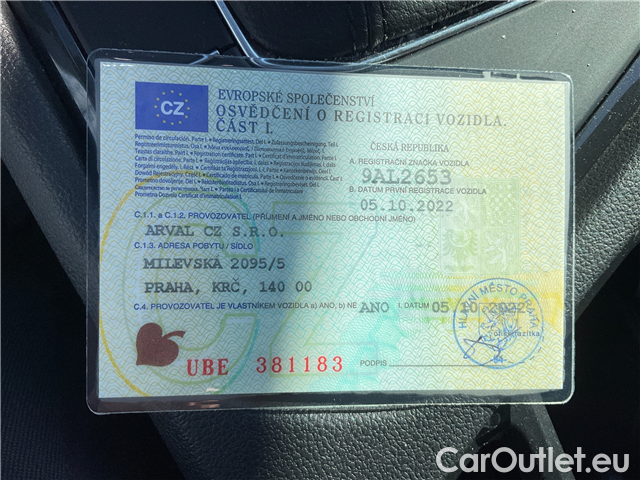 CZ
EVROPSKÉ SPOLEČENSTVÍ
OSVĚDČENÍ O REGISTRACI VOZIDLA
ČÁST I.
ČESKÁ REPUBLIKA
A. REGISTRAČNÍ ZNAČKA VOZIDLA
9AL2653
B. DATUM PRVNÍ REGISTRACE VOZIDLA
05.10.2022
C.1.1. a C.1.2. PROVOZOVATEL (PŘÍJMENÍ A JMÉNO NEBO OBCHODNÍ JMÉNO)
ARVAL CZ S.R.O.
C.1.3. ADRESA POBYTU / SÍDLO
MILEVSKÁ 2095/5
PRAHA, KRČ, 140 00
C.4. PROVOZOVATEL JE VLASTNÍKEM VOZIDLA a) ANO, b) NE ANO I. DATUM 05.10.2022
HLAVNÍ MĚSTO PRAHA
UBE 381183
PODPIS
CarOutlet.eu